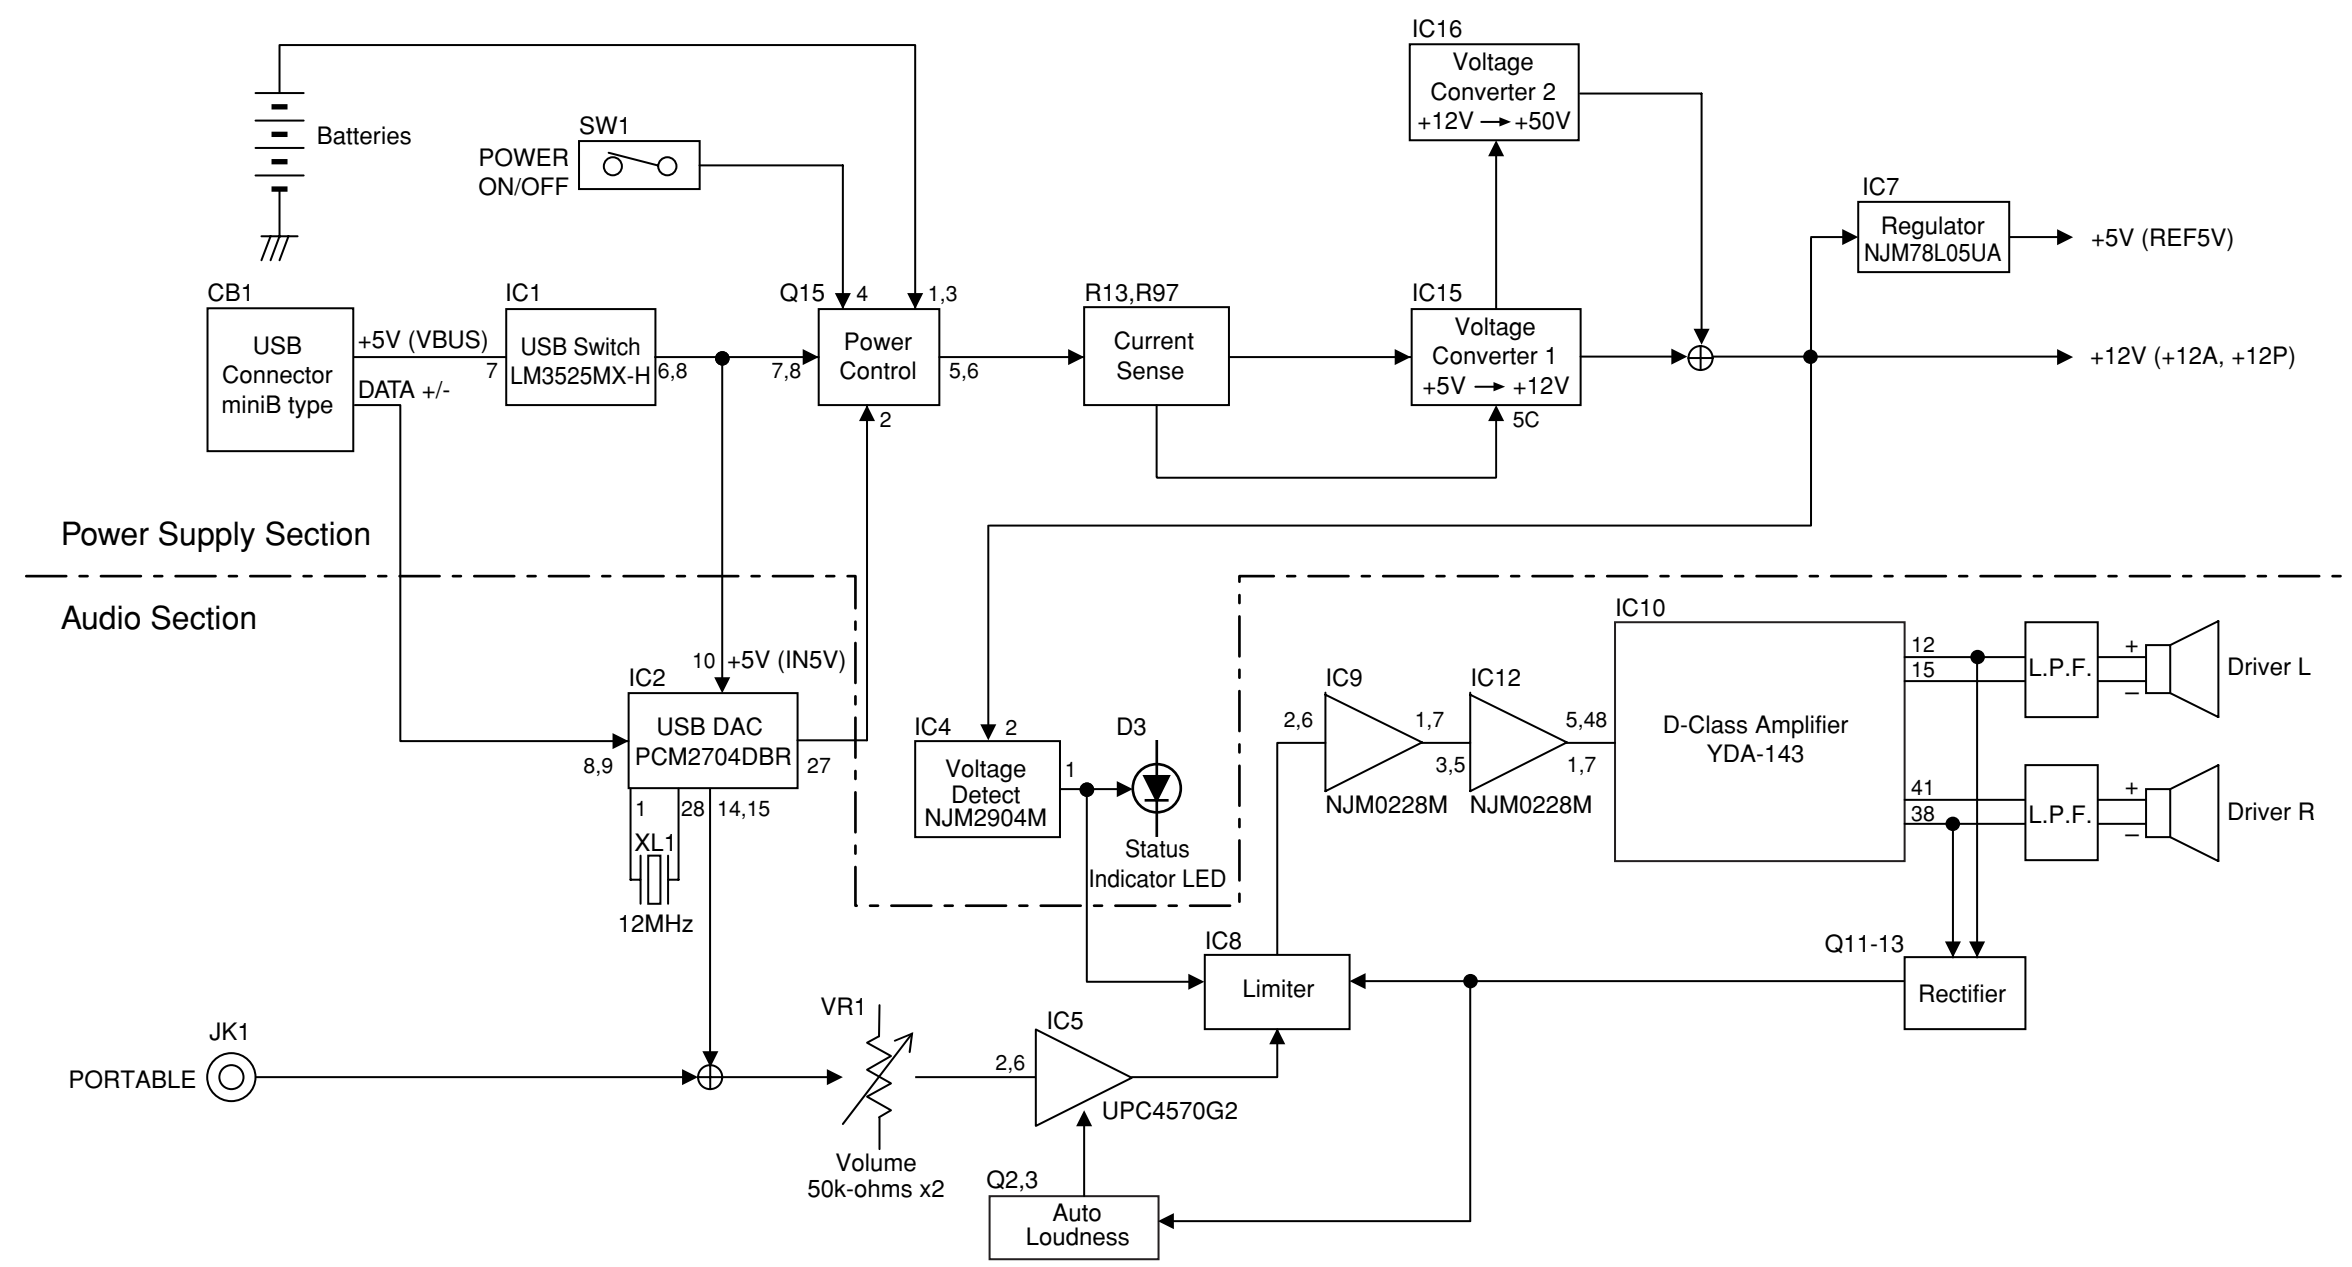 IC16
Voltage
Converter 2
+12V → +50V
Batteries
SW1
POWER
ON/OFF
IC7
Regulator
NJM78L05UA
+5V (REF5V)
CB1
USB
Connector
miniB type
+5V (VBUS)
DATA +/-
7
IC1
USB Switch
LM3525MX-H
6,8
Q15
4
1,3
Power
Control
7,8
5,6
2
R13,R97
Current
Sense
IC15
Voltage
Converter 1
+5V → +12V
5C
+12V (+12A, +12P)
Power Supply Section
Audio Section
10
+5V (IN5V)
IC2
USB DAC
PCM2704DBR
8,9
27
1
28
14,15
XL1
12MHz
IC4
2
Voltage
Detect
NJM2904M
1
D3
Status
Indicator LED
IC9
2,6
1,7
NJM0228M
IC12
3,5
5,48
1,7
NJM0228M
IC10
D-Class Amplifier
YDA-143
12
15
41
38
L.P.F.
+
–
Driver L
L.P.F.
+
–
Driver R
Q11-13
Rectifier
IC8
Limiter
JK1
PORTABLE
VR1
Volume
50k-ohms x2
IC5
2,6
UPC4570G2
Q2,3
Auto
Loudness